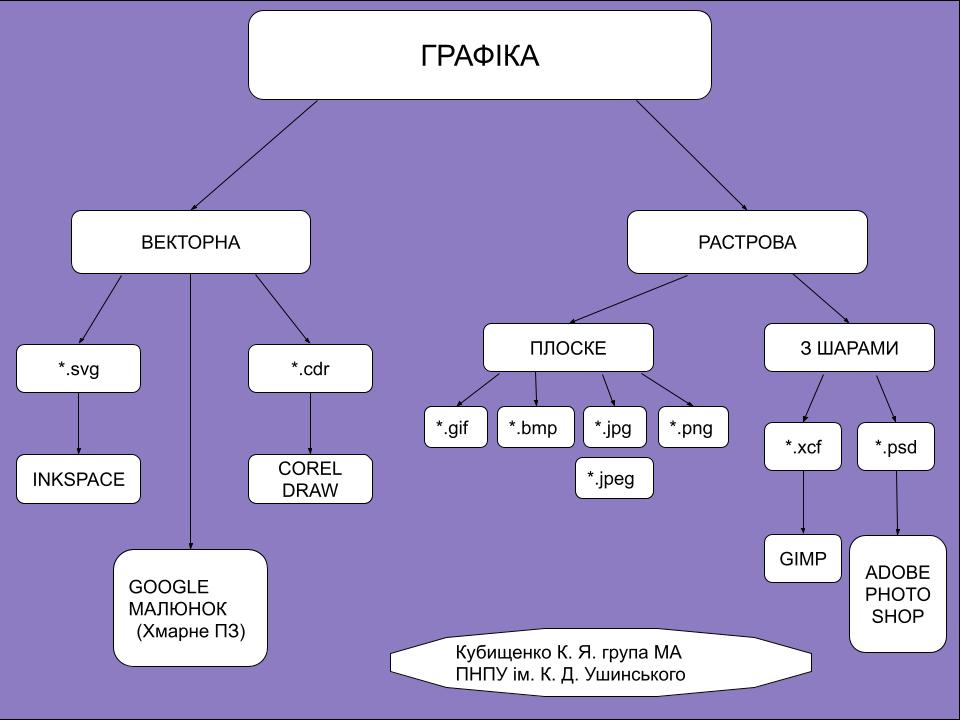 ГРАФІКА
ВЕКТОРНА
РАСТРОВА
ПЛОСКЕ
З ШАРАМИ
*.svg
*.cdr
*.gif
*.bmp
*.jpg
*.png
*.jpeg
*.xcf
*.psd
INKSPACE
COREL
DRAW
GOOGLE
МАЛЮНОК
(Хмарне ПЗ)
GIMP
ADOBE
PHOTO
SHOP
Кубищенко К. Я. група МА
ПНПУ ім. К. Д. Ушинського